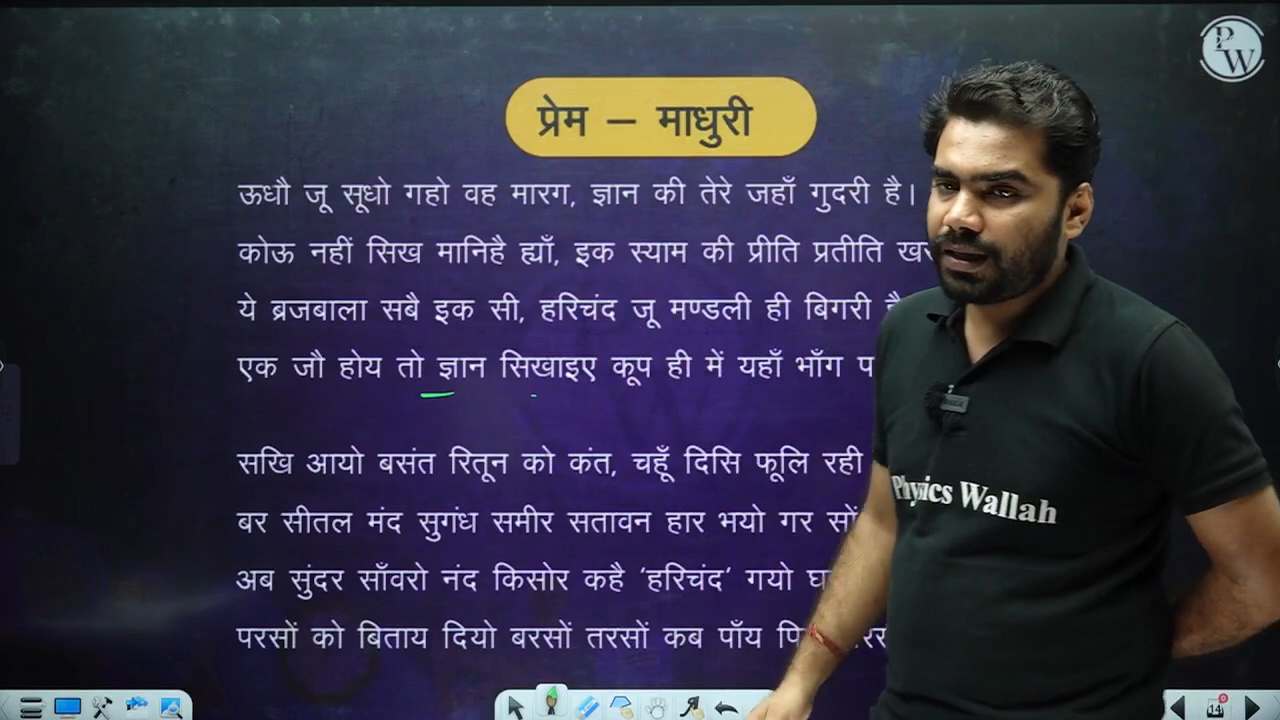 PW
प्रेम – माधुरी
ऊधौ जू सूधो गहो वह मारग, ज्ञान की तेरे जहाँ गुदरी है।
कोऊ नहीं सिख मानिहै ह्याँ, इक स्याम की प्रीति प्रतीति
ये ब्रजबाला सबै इक सी, हरिचंद जू मण्डली ही बिगरी
एक जौ होय तो ज्ञान सिखाइए कूप ही में यहाँ भाँग
सखि आयो बसंत रितून को कंत, चहूँ दिसि फूलि रही
बर सीतल मंद सुगंध समीर सतावन हार भयो गर सों
अब सुंदर साँवरो नंद किसोर कहै ‘हरिचंद’ गयो
परसों को बिताय दियो बरसों तरसों कब पाँय
Physics Wallah
14